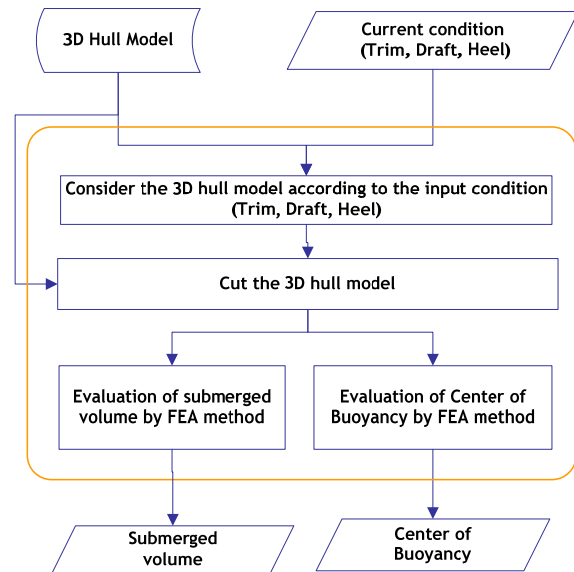 3D Hull Model
Current condition
(Trim, Draft, Heel)
Consider the 3D hull model according to the input condition
(Trim, Draft, Heel)
Cut the 3D hull model
Evaluation of submerged
volume by FEA method
Evaluation of Center of
Buoyancy by FEA method
Submerged
volume
Center of
Buoyancy